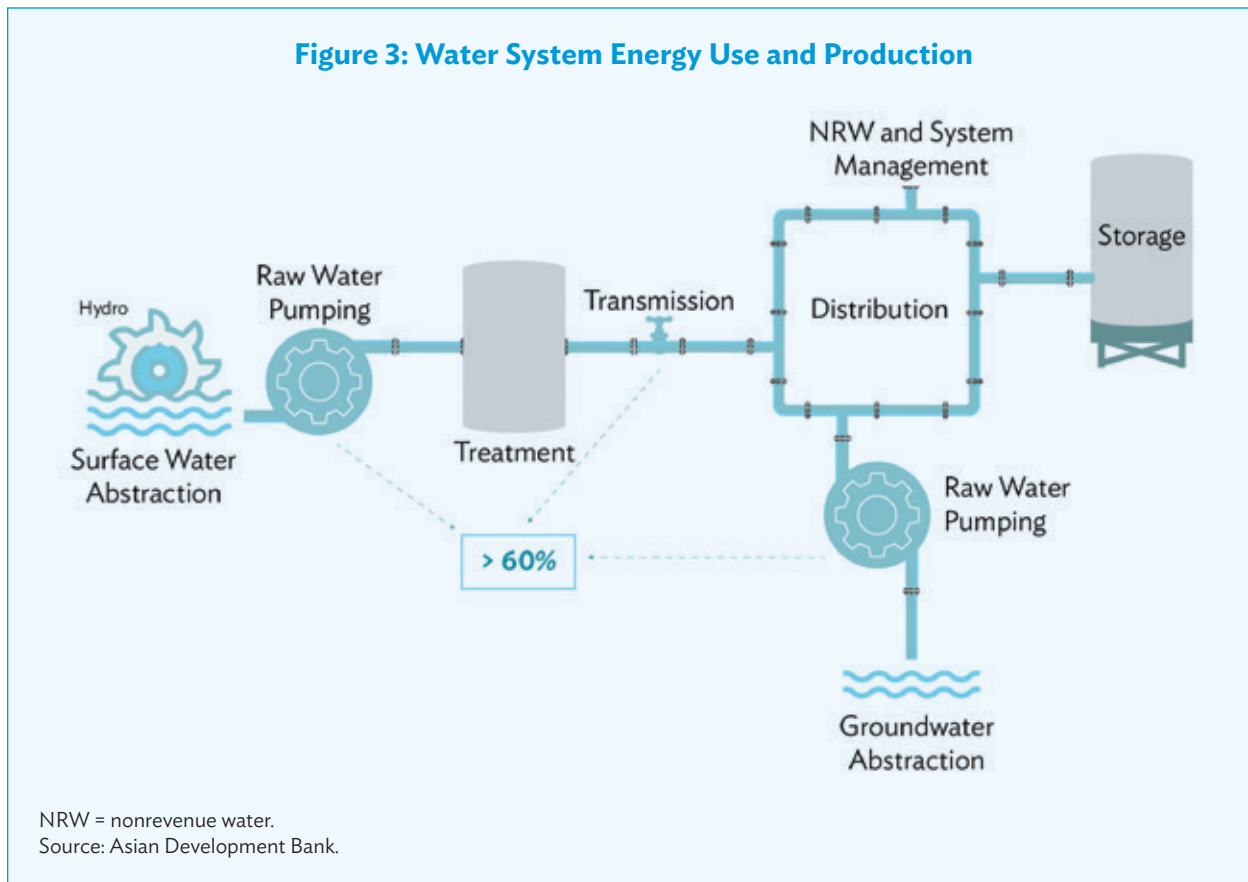 Figure 3: Water System Energy Use and Production
NRW and System
Management
Storage
Raw Water
Pumping
Transmission
Distribution
Hydro
Treatment
Surface Water
Abstraction
Raw Water
Pumping
> 60%
Groundwater
Abstraction
NRW = nonrevenue water.
Source: Asian Development Bank.